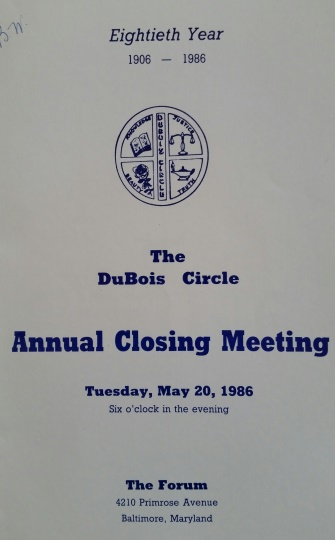 B.W.
Eightieth Year
1906 — 1986
KNOWLEDGE
JUSTICE
DUBOIS CIRCLE
BEAUTY
TRUTH
The
DuBois Circle
Annual Closing Meeting
Tuesday, May 20, 1986
Six o'clock in the evening
The Forum
4210 Primrose Avenue
Baltimore, Maryland